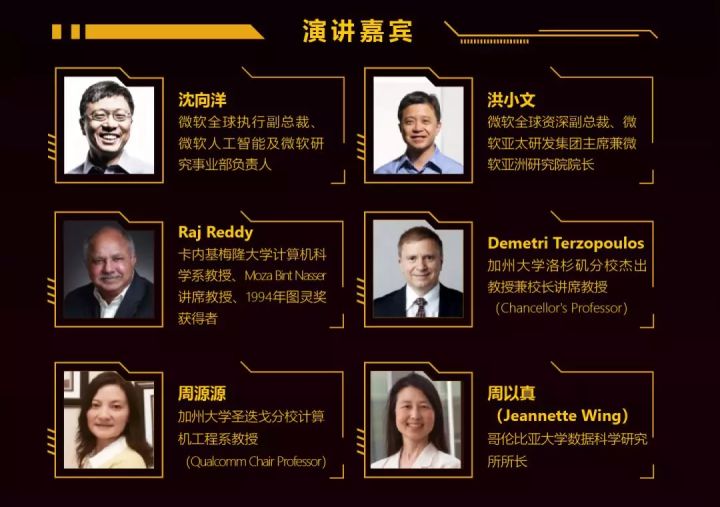 演讲嘉宾
沈向洋
微软全球执行副总裁、
微软人工智能及微软研
究事业部负责人
洪小文
微软全球资深副总裁、微
软亚太研发集团主席兼微
软亚洲研究院院长
Raj Reddy
卡内基梅隆大学计算机科
学系教授、Moza Bint Nasser
讲席教授、1994年图灵奖
获得者
Demetri Terzopoulos
加州大学洛杉矶分校杰出
教授兼校长讲席教授
（Chancellor's Professor）
周源源
加州大学圣迭戈分校计算
机工程系教授
（Qualcomm Chair Professor）
周以真
（Jeannette Wing）
哥伦比亚大学数据科学研究
所所长